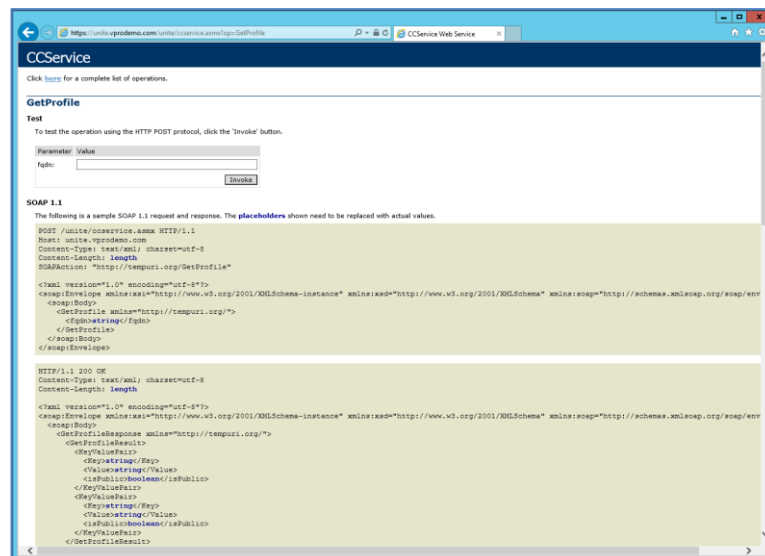 https://unite.vprodemo.com/unite/ccservice.asmx?op=GetProfile
CCService Web Service
CCService
Click here for a complete list of operations.
GetProfile
Test
To test the operation using the HTTP POST protocol, click the 'Invoke' button.
Parameter Value
fqdn:
Invoke
SOAP 1.1
The following is a sample SOAP 1.1 request and response. The placeholders shown need to be replaced with actual values.
POST /unite/ccservice.asmx HTTP/1.1
Host: unite.vprodemo.com
Content-Type: text/xml; charset=utf-8
Content-Length: length
SOAPAction: "http://tempuri.org/GetProfile"
<?xml version="1.0" encoding="utf-8"?>
<soap:Envelope xmlns:xsi="http://www.w3.org/2001/XMLSchema-instance" xmlns:xsd="http://www.w3.org/2001/XMLSchema" xmlns:soap="http://schemas.xmlsoap.org/soap/env
<soap:Body>
<GetProfile xmlns="http://tempuri.org/">
<fqdn>string</fqdn>
</GetProfile>
</soap:Body>
</soap:Envelope>
HTTP/1.1 200 OK
Content-Type: text/xml; charset=utf-8
Content-Length: length
<?xml version="1.0" encoding="utf-8"?>
<soap:Envelope xmlns:xsi="http://www.w3.org/2001/XMLSchema-instance" xmlns:xsd="http://www.w3.org/2001/XMLSchema" xmlns:soap="http://schemas.xmlsoap.org/soap/env
<soap:Body>
<GetProfileResponse xmlns="http://tempuri.org/">
<GetProfileResult>
<KeyValuePair>
<Key>string</Key>
<Value>string</Value>
<isPublic>boolean</isPublic>
</KeyValuePair>
<KeyValuePair>
<Key>string</Key>
<Value>string</Value>
<isPublic>boolean</isPublic>
</KeyValuePair>
</GetProfileResult>